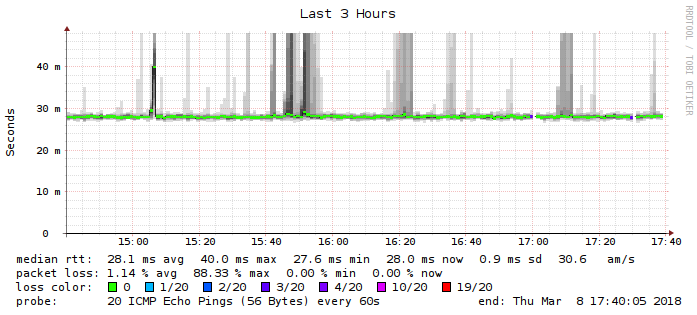 Last 3 Hours
RRDTOOL / TOBI OETIKER
Seconds
40 m
30 m
20 m
10 m
0
15:00 15:20 15:40 16:00 16:20 16:40 17:00 17:20 17:40
median rtt: 28.1 ms avg 40.0 ms max 27.6 ms min 28.0 ms now 0.9 ms sd 30.6 am/s
packet loss: 1.14 % avg 88.33 % max 0.00 % min 0.00 % now
loss color: 0 1/20 2/20 3/20 4/20 10/20 19/20
probe: 20 ICMP Echo Pings (56 Bytes) every 60s end: Thu Mar 8 17:40:05 2018